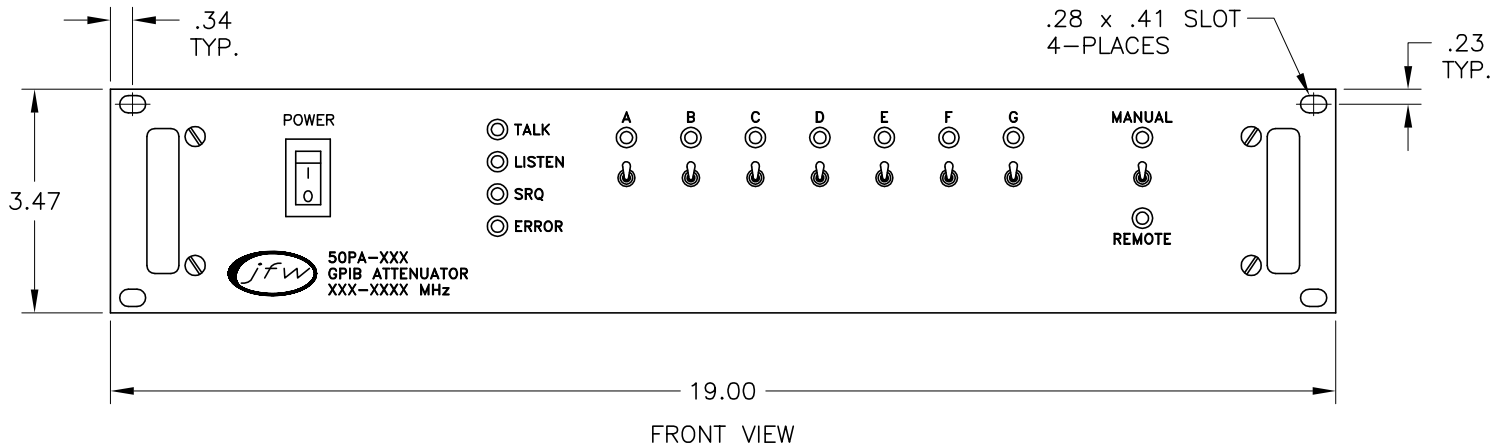 .34
TYP.
.28 x .41 SLOT
4-PLACES
.23
TYP.
3.47
POWER
I
O
TALK
LISTEN
SRQ
ERROR
A B C D E F G
MANUAL
REMOTE
jfw
50PA-XXX
GPIB ATTENUATOR
XXX-XXXX MHz
19.00
FRONT VIEW